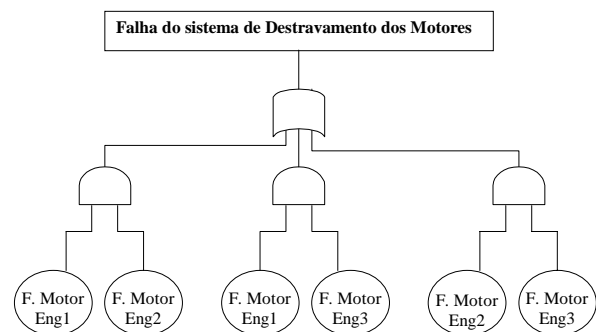 Falha do sistema de Destravamento dos Motores
F. Motor
Eng1
F. Motor
Eng2
F. Motor
Eng1
F. Motor
Eng3
F. Motor
Eng2
F. Motor
Eng3